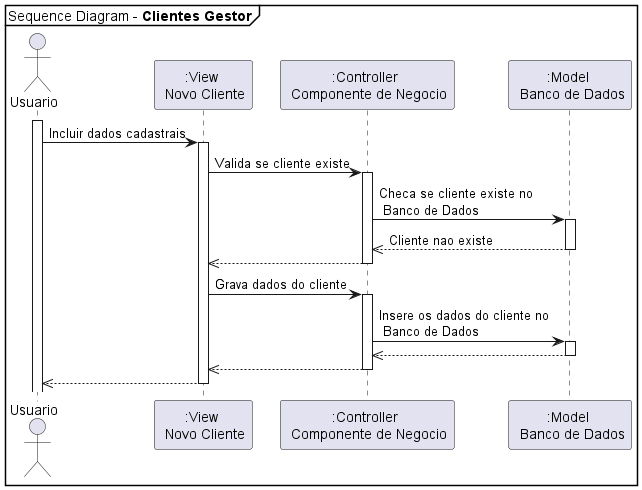 Sequence Diagram - Clientes Gestor
Usuario
:View
Novo Cliente
:Controller
Componente de Negocio
:Model
Banco de Dados
Incluir dados cadastrais
Valida se cliente existe
Checa se cliente existe no
Banco de Dados
Cliente nao existe
Grava dados do cliente
Insere os dados do cliente no
Banco de Dados
Usuario
:View
Novo Cliente
:Controller
Componente de Negocio
:Model
Banco de Dados